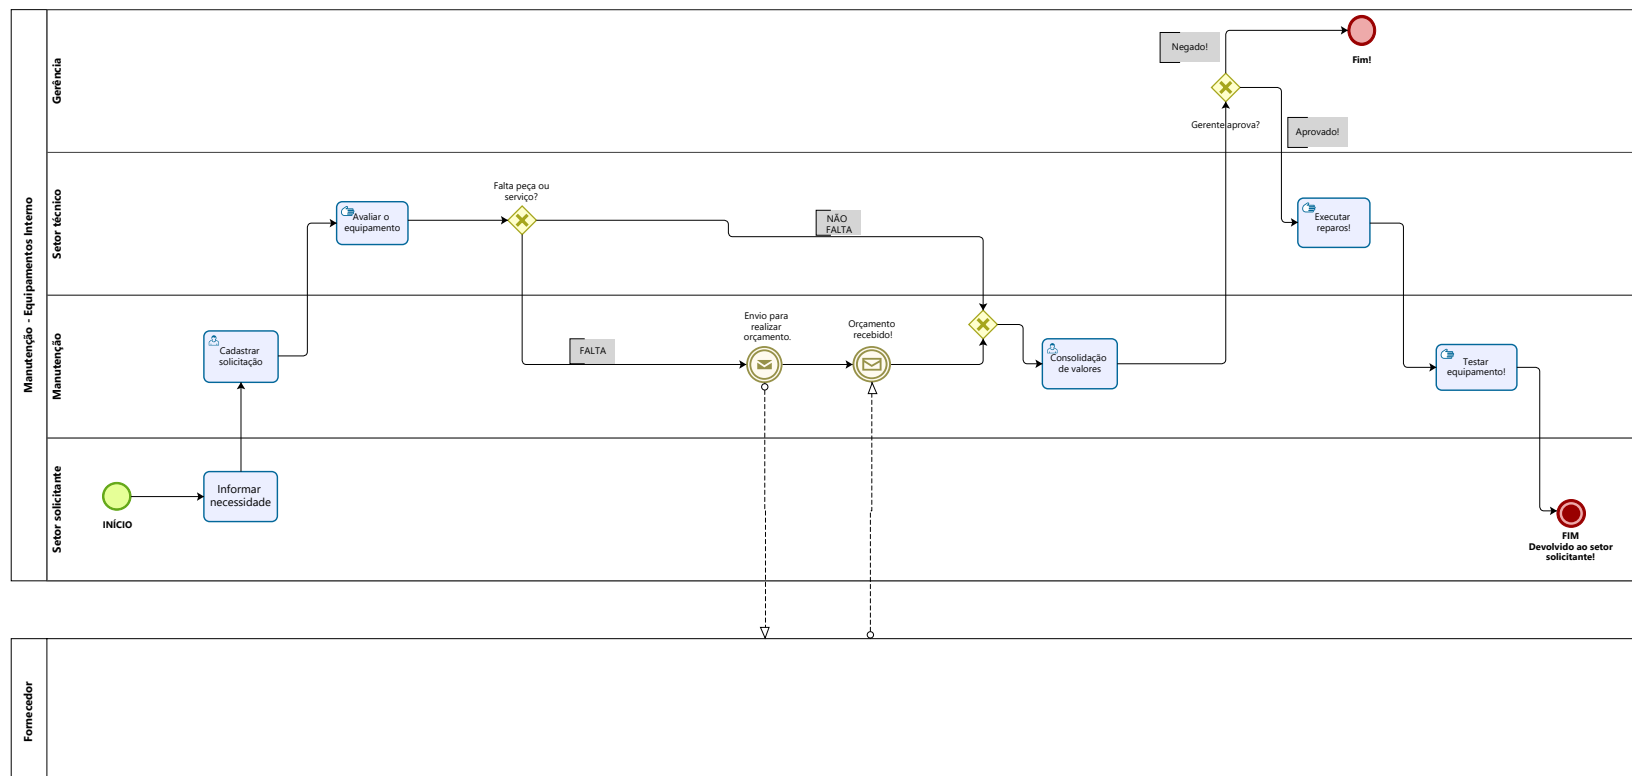 Manutenção - Equipamentos Interno
Gerência
Negado!
Fim!
Gerente aprova?
Aprovado!
Setor técnico
Avaliar o
equipamento
Falta peça ou
serviço?
NÃO
FALTA
Executar
reparos!
Manutenção
Cadastrar
solicitação
FALTA
Envio para
realizar
orçamento.
Orçamento
recebido!
Consolidação
de valores
Testar
equipamento!
Setor solicitante
INÍCIO
Informar
necessidade
FIM
Devolvido ao setor
solicitante!
Fornecedor